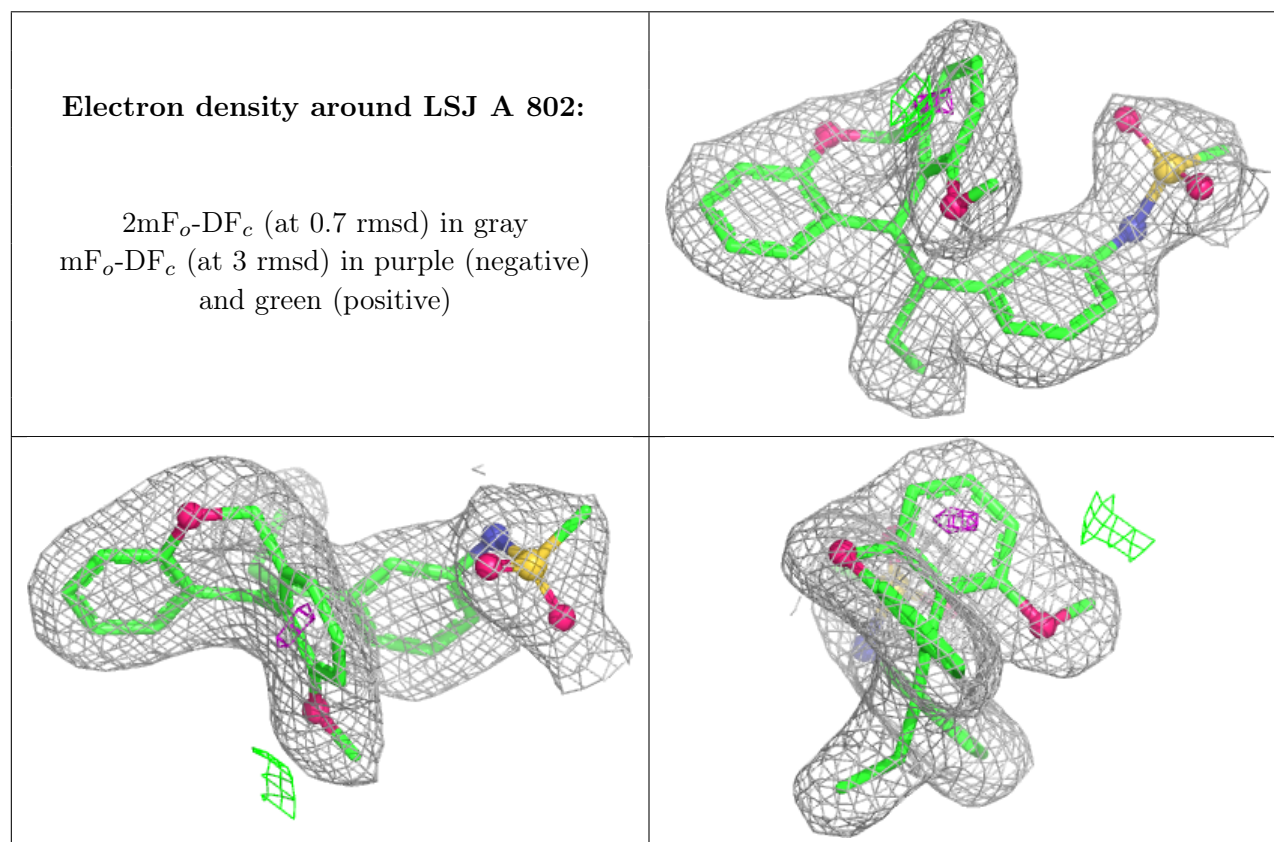 Electron density around LSJ A 802:
2mFo-DFc (at 0.7 rmsd) in gray
mFo-DFc (at 3 rmsd) in purple (negative)
and green (positive)